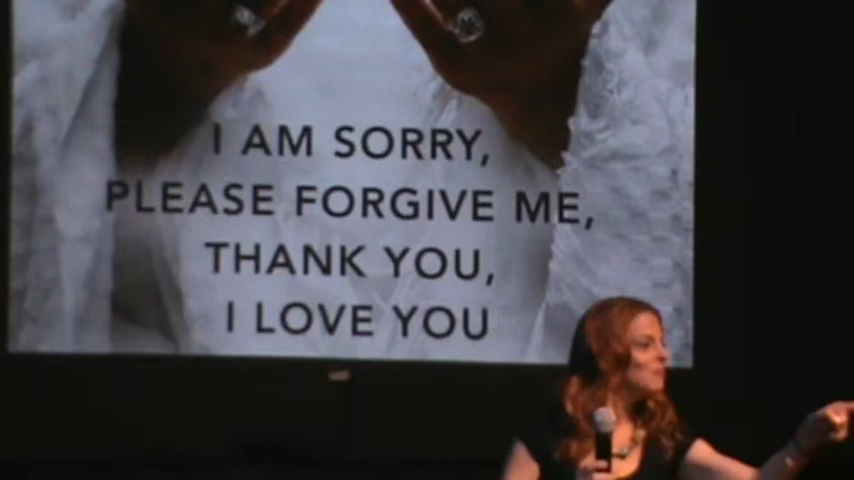 I AM SORRY,
PLEASE FORGIVE ME,
THANK YOU,
I LOVE YOU